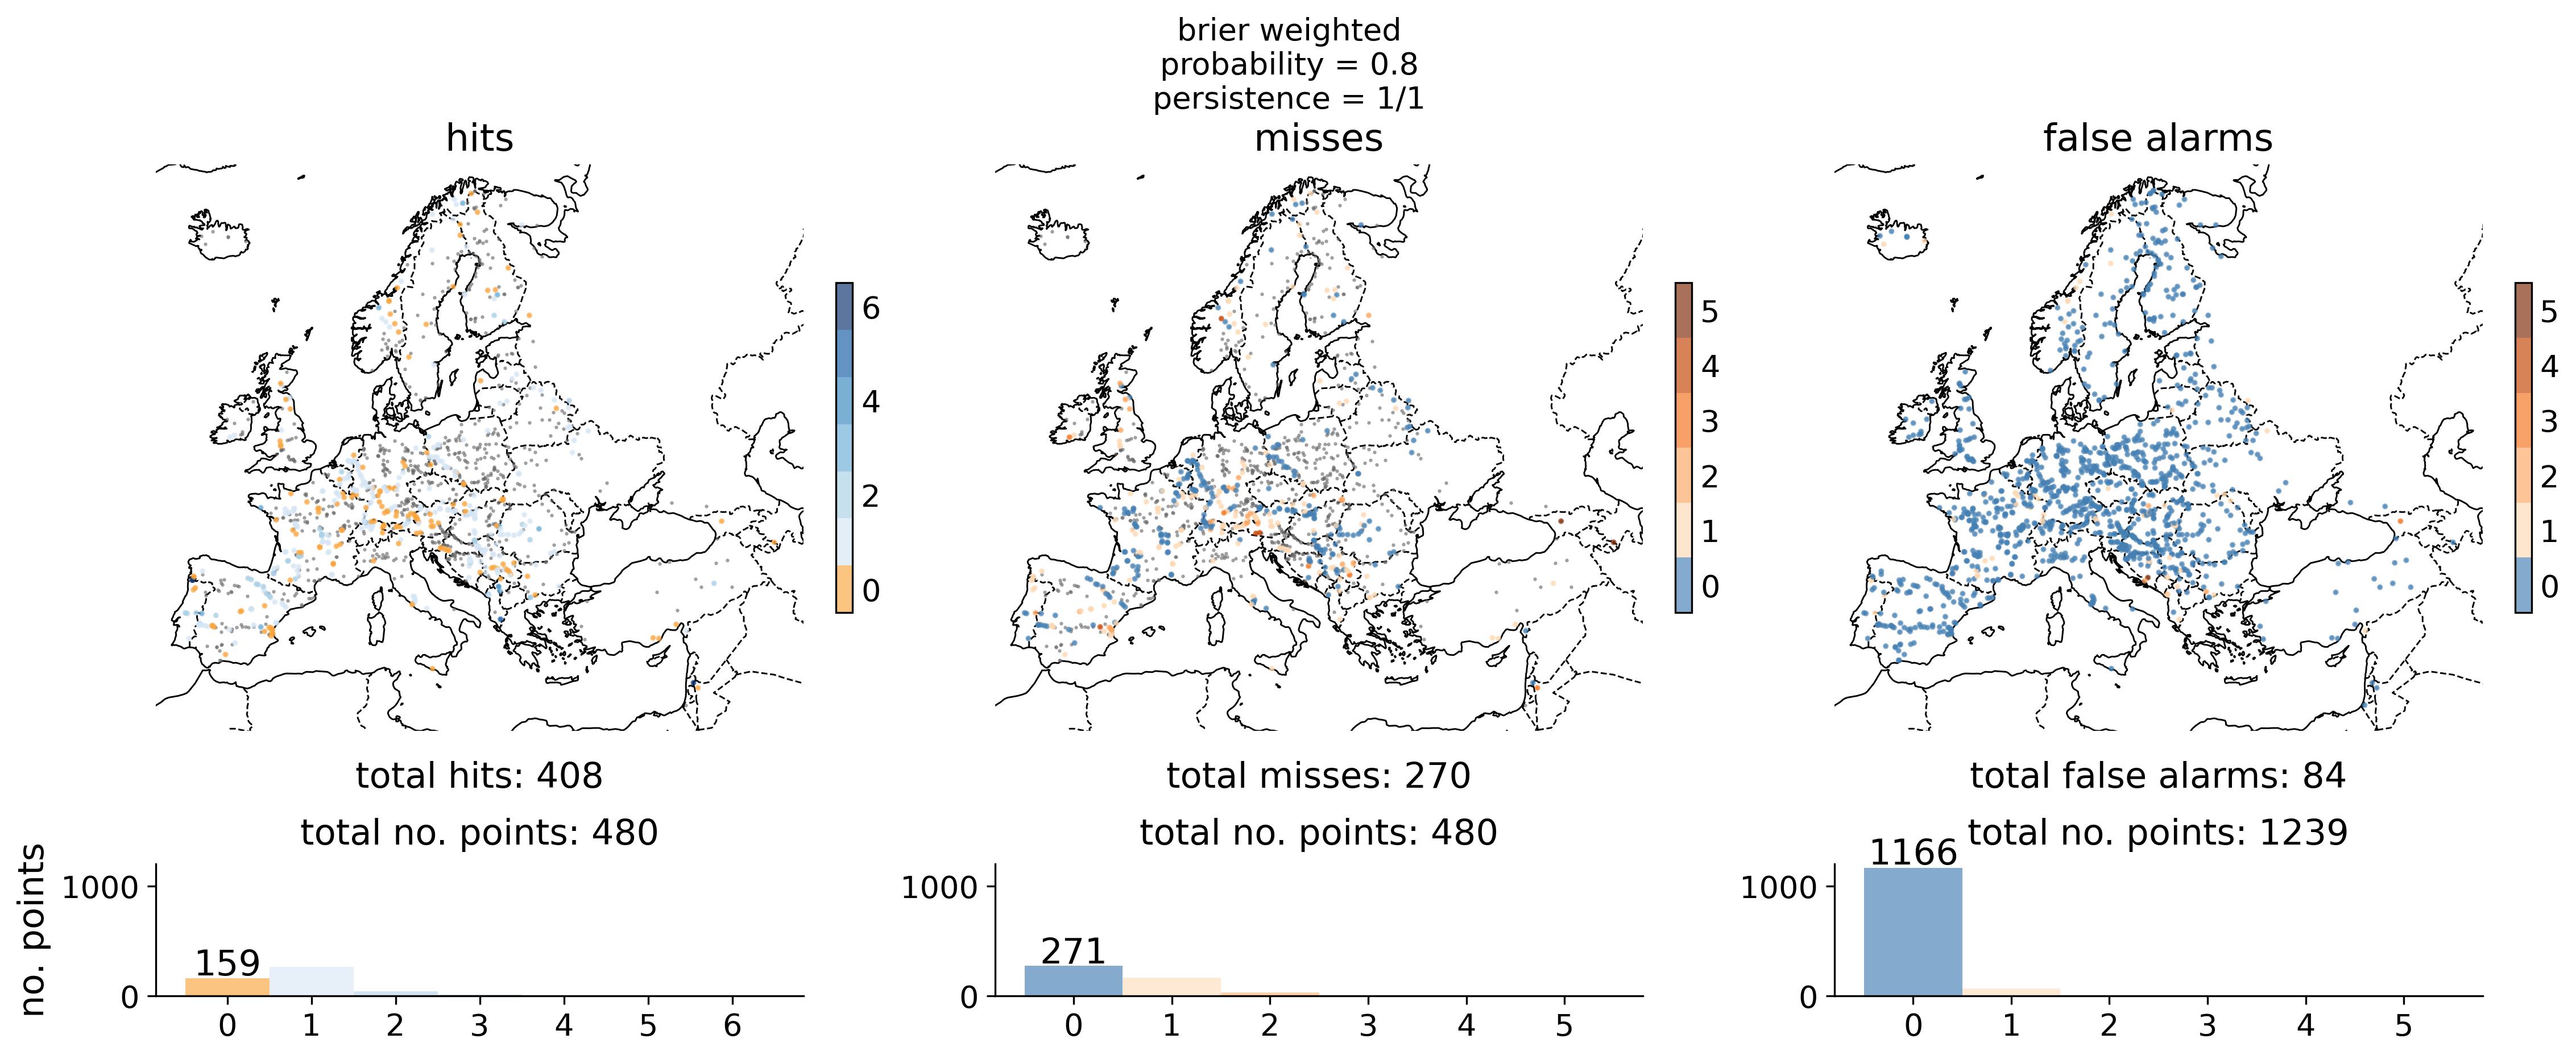 brier weighted
probability = 0.8
persistence = 1/1
hits
misses
false alarms
6
4
2
0
5
4
3
2
1
0
5
4
3
2
1
0
total hits: 408
total misses: 270
total false alarms: 84
total no. points: 480
total no. points: 480
total no. points: 1239
no. points
1000
0
159
0 1 2 3 4 5 6
1000
0
271
0 1 2 3 4 5
1000
0
1166
0 1 2 3 4 5